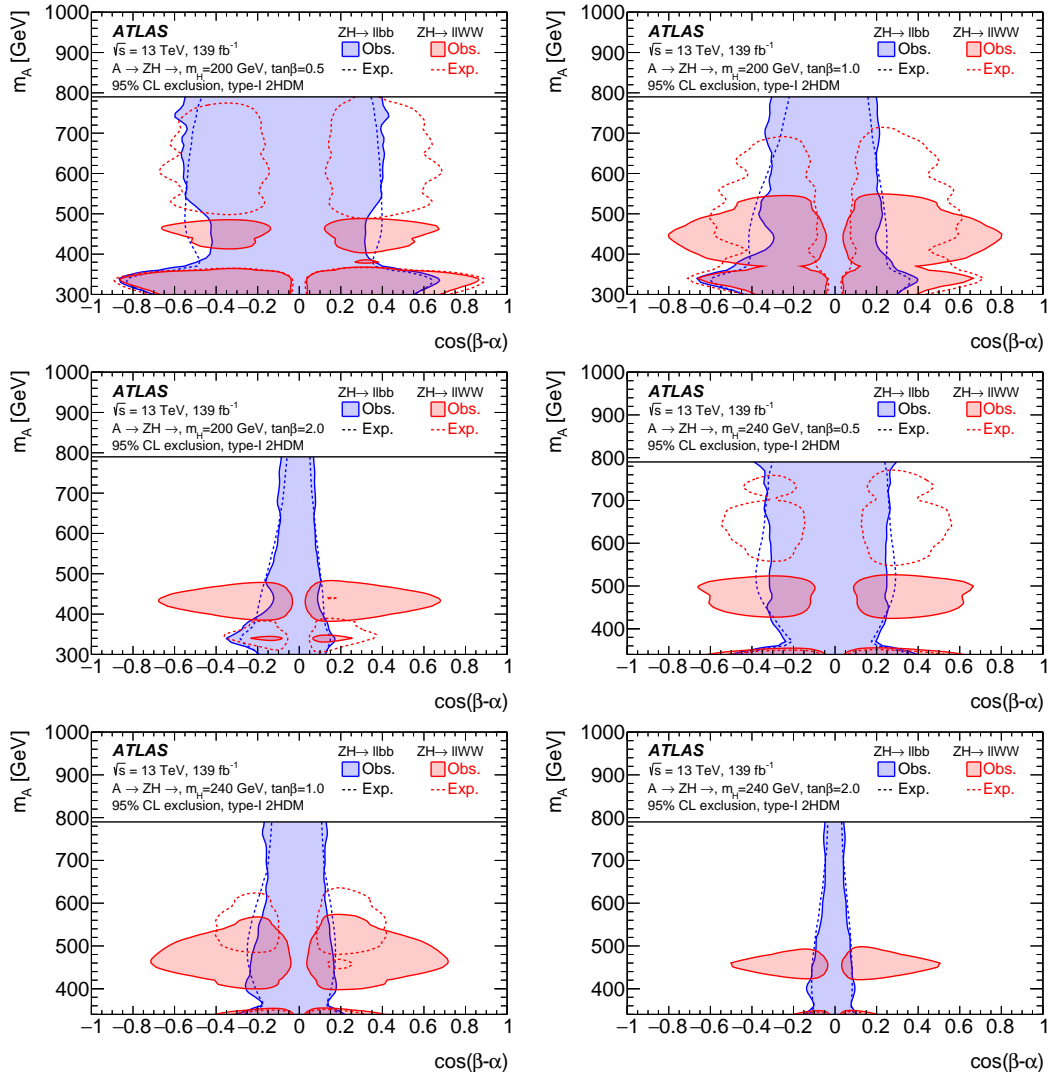 1000
900
800
700
600
500
400
300
m_A [GeV]
ATLAS
√s = 13 TeV, 139 fb⁻¹
A → ZH →, m_H=200 GeV, tanβ=0.5
95% CL exclusion, type-I 2HDM
ZH→ llbb ZH→ llWW
Obs. Obs.
Exp. Exp.
−1 −0.8 −0.6 −0.4 −0.2 0 0.2 0.4 0.6 0.8 1
cos(β-α)
1000
900
800
700
600
500
400
300
m_A [GeV]
ATLAS
√s = 13 TeV, 139 fb⁻¹
A → ZH →, m_H=200 GeV, tanβ=1.0
95% CL exclusion, type-I 2HDM
ZH→ llbb ZH→ llWW
Obs. Obs.
Exp. Exp.
−1 −0.8 −0.6 −0.4 −0.2 0 0.2 0.4 0.6 0.8 1
cos(β-α)
1000
900
800
700
600
500
400
300
m_A [GeV]
ATLAS
√s = 13 TeV, 139 fb⁻¹
A → ZH →, m_H=200 GeV, tanβ=2.0
95% CL exclusion, type-I 2HDM
ZH→ llbb ZH→ llWW
Obs. Obs.
Exp. Exp.
−1 −0.8 −0.6 −0.4 −0.2 0 0.2 0.4 0.6 0.8 1
cos(β-α)
1000
900
800
700
600
500
400
m_A [GeV]
ATLAS
√s = 13 TeV, 139 fb⁻¹
A → ZH →, m_H=240 GeV, tanβ=0.5
95% CL exclusion, type-I 2HDM
ZH→ llbb ZH→ llWW
Obs. Obs.
Exp. Exp.
−1 −0.8 −0.6 −0.4 −0.2 0 0.2 0.4 0.6 0.8 1
cos(β-α)
1000
900
800
700
600
500
400
m_A [GeV]
ATLAS
√s = 13 TeV, 139 fb⁻¹
A → ZH →, m_H=240 GeV, tanβ=1.0
95% CL exclusion, type-I 2HDM
ZH→ llbb ZH→ llWW
Obs. Obs.
Exp. Exp.
−1 −0.8 −0.6 −0.4 −0.2 0 0.2 0.4 0.6 0.8 1
cos(β-α)
1000
900
800
700
600
500
400
m_A [GeV]
ATLAS
√s = 13 TeV, 139 fb⁻¹
A → ZH →, m_H=240 GeV, tanβ=2.0
95% CL exclusion, type-I 2HDM
ZH→ llbb ZH→ llWW
Obs. Obs.
Exp. Exp.
−1 −0.8 −0.6 −0.4 −0.2 0 0.2 0.4 0.6 0.8 1
cos(β-α)